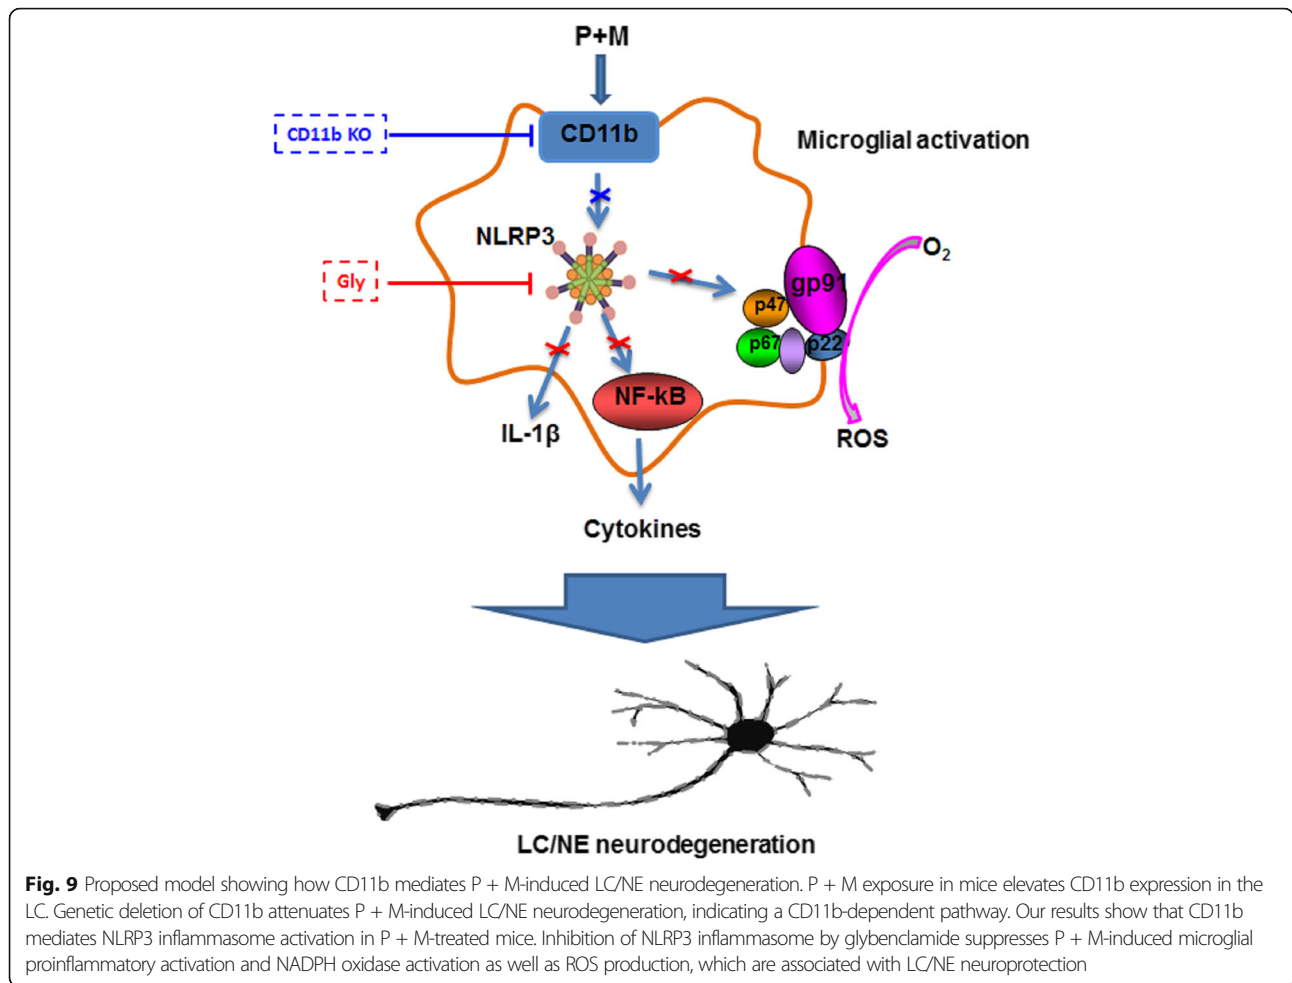 P+M
CD11b KO
CD11b
Microglial activation
NLRP3
O₂
Gly
gp91
p47
p67
p22
NF-kB
IL-1β
ROS
Cytokines
LC/NE neurodegeneration
Fig. 9 Proposed model showing how CD11b mediates P + M-induced LC/NE neurodegeneration. P + M exposure in mice elevates CD11b expression in the
LC. Genetic deletion of CD11b attenuates P + M-induced LC/NE neurodegeneration, indicating a CD11b-dependent pathway. Our results show that CD11b
mediates NLRP3 inflammasome activation in P + M-treated mice. Inhibition of NLRP3 inflammasome by glybenclamide suppresses P + M-induced microglial
proinflammatory activation and NADPH oxidase activation as well as ROS production, which are associated with LC/NE neuroprotection